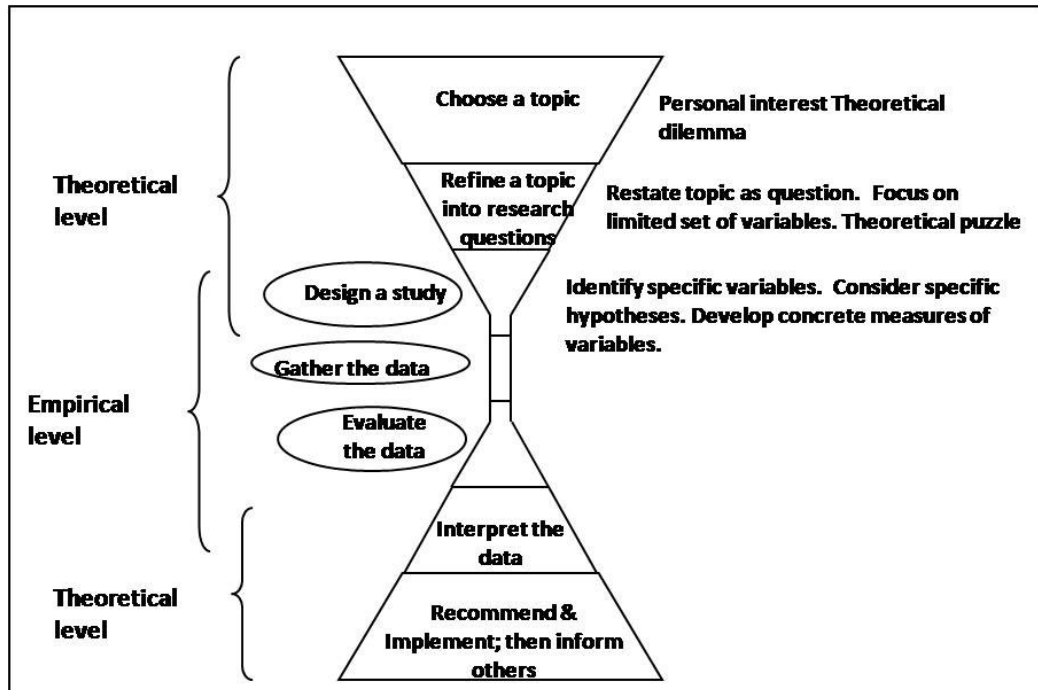 Choose a topic
Personal interest Theoretical
dilemma
Theoretical
level
Refine a topic
into research
questions
Restate topic as question.  Focus on
limited set of variables. Theoretical puzzle
Design a study
Identify specific variables.  Consider specific
hypotheses. Develop concrete measures of
variables.
Gather the data
Empirical
level
Evaluate
the data
Interpret the
data
Theoretical
level
Recommend &
Implement; then inform
others